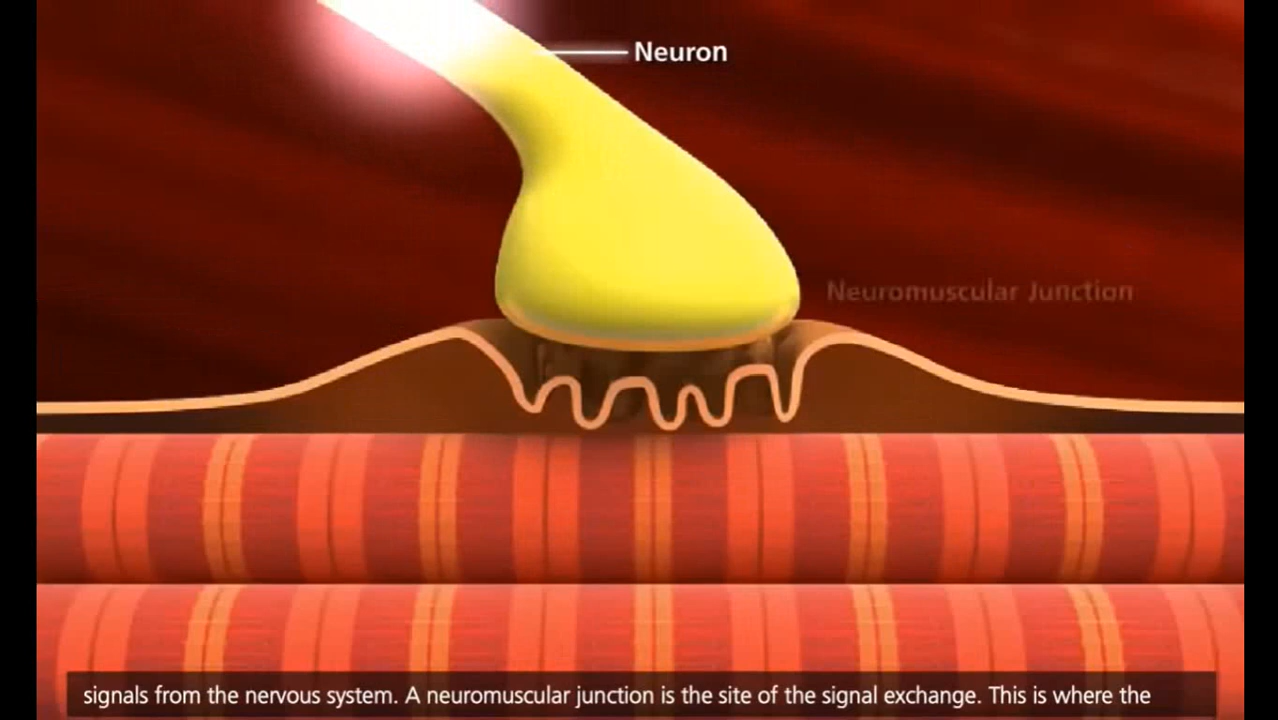 Neuron
Neuromuscular Junction
signals from the nervous system. A neuromuscular junction is the site of the signal exchange. This is where the